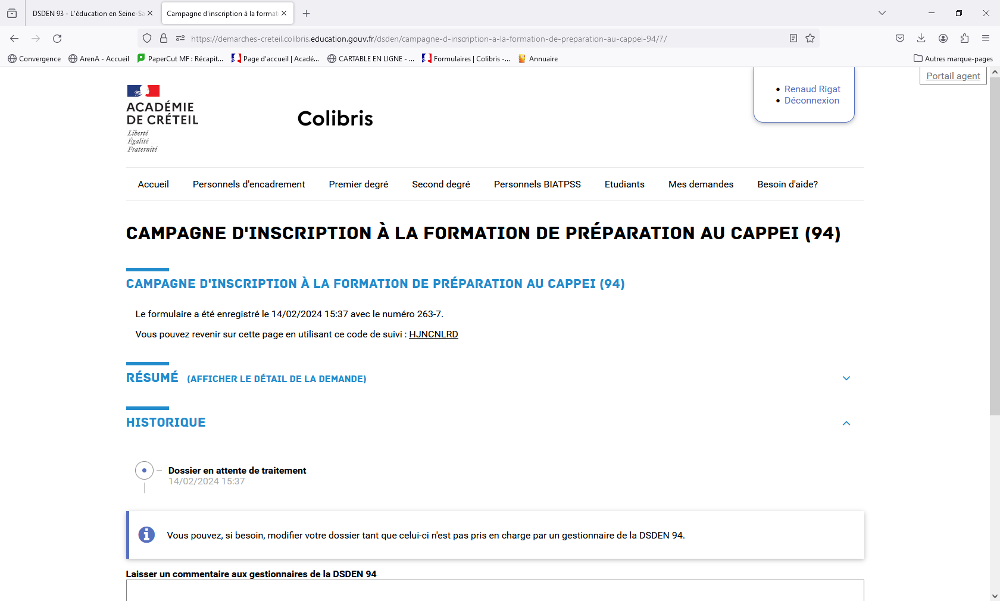 DSDEN 93 - L'éducation en Seine-Sa
Campagne d'inscription à la format
https://demarches-creteil.colibris.education.gouv.fr/dsden/campagne-d-inscription-a-la-formation-de-preparation-au-cappei-94/7/
Convergence
ArenA - Accueil
PaperCut MF : Récapit...
Page d'accueil | Acadé...
CARTABLE EN LIGNE - ...
Formulaires | Colibris -...
Annuaire
Autres marque-pages
Portail agent
Renaud Rigat
Déconnexion
ACADÉMIE
DE CRÉTEIL
Liberté
Égalité
Fraternité
Colibris
Accueil
Personnels d'encadrement
Premier degré
Second degré
Personnels BIATPSS
Etudiants
Mes demandes
Besoin d'aide?
CAMPAGNE D'INSCRIPTION À LA FORMATION DE PRÉPARATION AU CAPPEI (94)
CAMPAGNE D'INSCRIPTION À LA FORMATION DE PRÉPARATION AU CAPPEI (94)
Le formulaire a été enregistré le 14/02/2024 15:37 avec le numéro 263-7.
Vous pouvez revenir sur cette page en utilisant ce code de suivi : HJNCNLRD
RÉSUMÉ (AFFICHER LE DÉTAIL DE LA DEMANDE)
HISTORIQUE
Dossier en attente de traitement
14/02/2024 15:37
Vous pouvez, si besoin, modifier votre dossier tant que celui-ci n'est pas pris en charge par un gestionnaire de la DSDEN 94.
Laisser un commentaire aux gestionnaires de la DSDEN 94